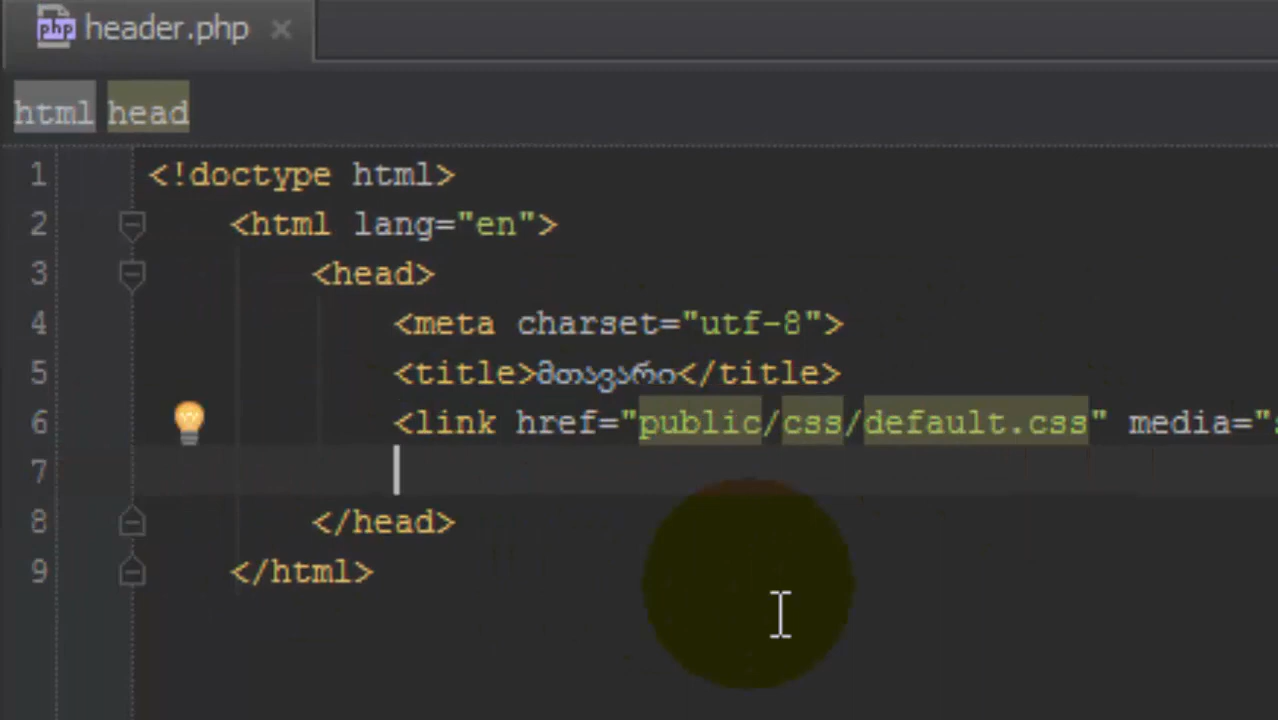 php header.php
html head
1 <!doctype html>
2 <html lang="en">
3 <head>
4 <meta charset="utf-8">
5 <title>მთავარი</title>
6 <link href="public/css/default.css" media="
7
8 </head>
9 </html>